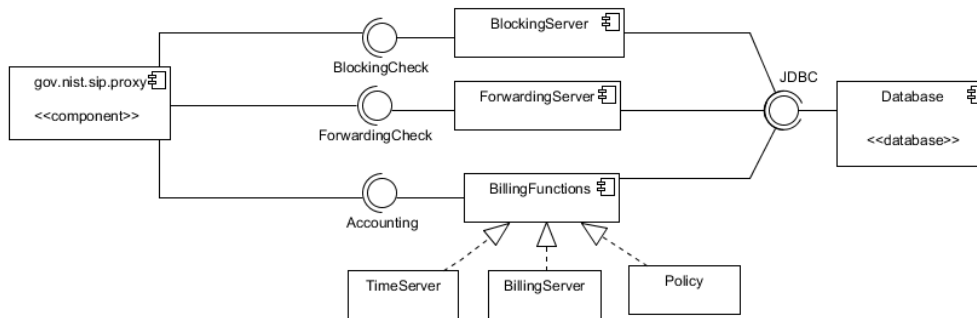 BlockingServer
BlockingCheck
gov.nist.sip.proxy
<<component>>
ForwardingServer
ForwardingCheck
JDBC
Database
<<database>>
BillingFunctions
Accounting
TimeServer
BillingServer
Policy